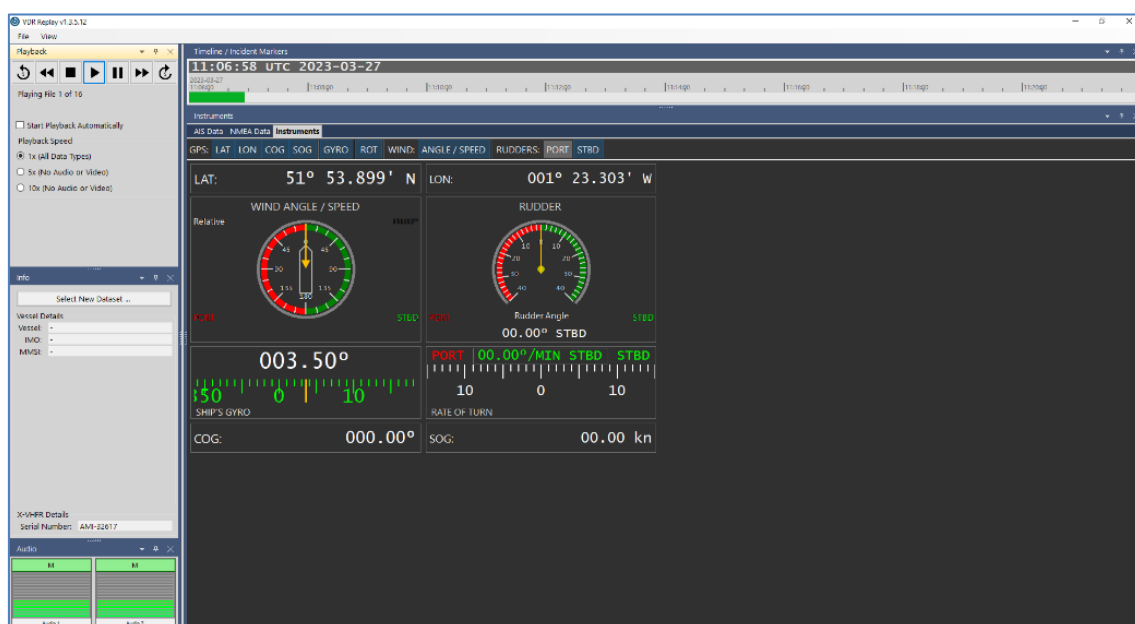 VDR Replay v1.3.5.12
File View
Playback
Timeline / Incident Markers
11:06:58 UTC 2023-03-27
2023-03-27
Playing File 1 of 16
Start Playback Automatically
Playback Speed
1x (All Data Types)
5x (No Audio or Video)
10x (No Audio or Video)
Instruments
AIS Data NMEA Data Instruments
GPS: LAT LON COG SOG GYRO ROT WIND: ANGLE / SPEED RUDDERS: PORT STBD
LAT: 51° 53.899' N LON: 001° 23.303' W
WIND ANGLE / SPEED
Relative
45 45
90 90
135 135
180
PORT STBD
RUDDER
10 10
20 20
30 30
40 40
Rudder Angle
PORT STBD
00.00° STBD
003.50°
350 0 10
SHIP'S GYRO
PORT 00.00°/MIN STBD STBD
10 0 10
RATE OF TURN
COG: 000.00° SOG: 00.00 kn
Info
Select New Dataset ...
Vessel Details
Vessel: -
IMO: -
MMSI: -
X-VHFR Details
Serial Number: AMI-32617
Audio
M M
Audio 1 Audio 2